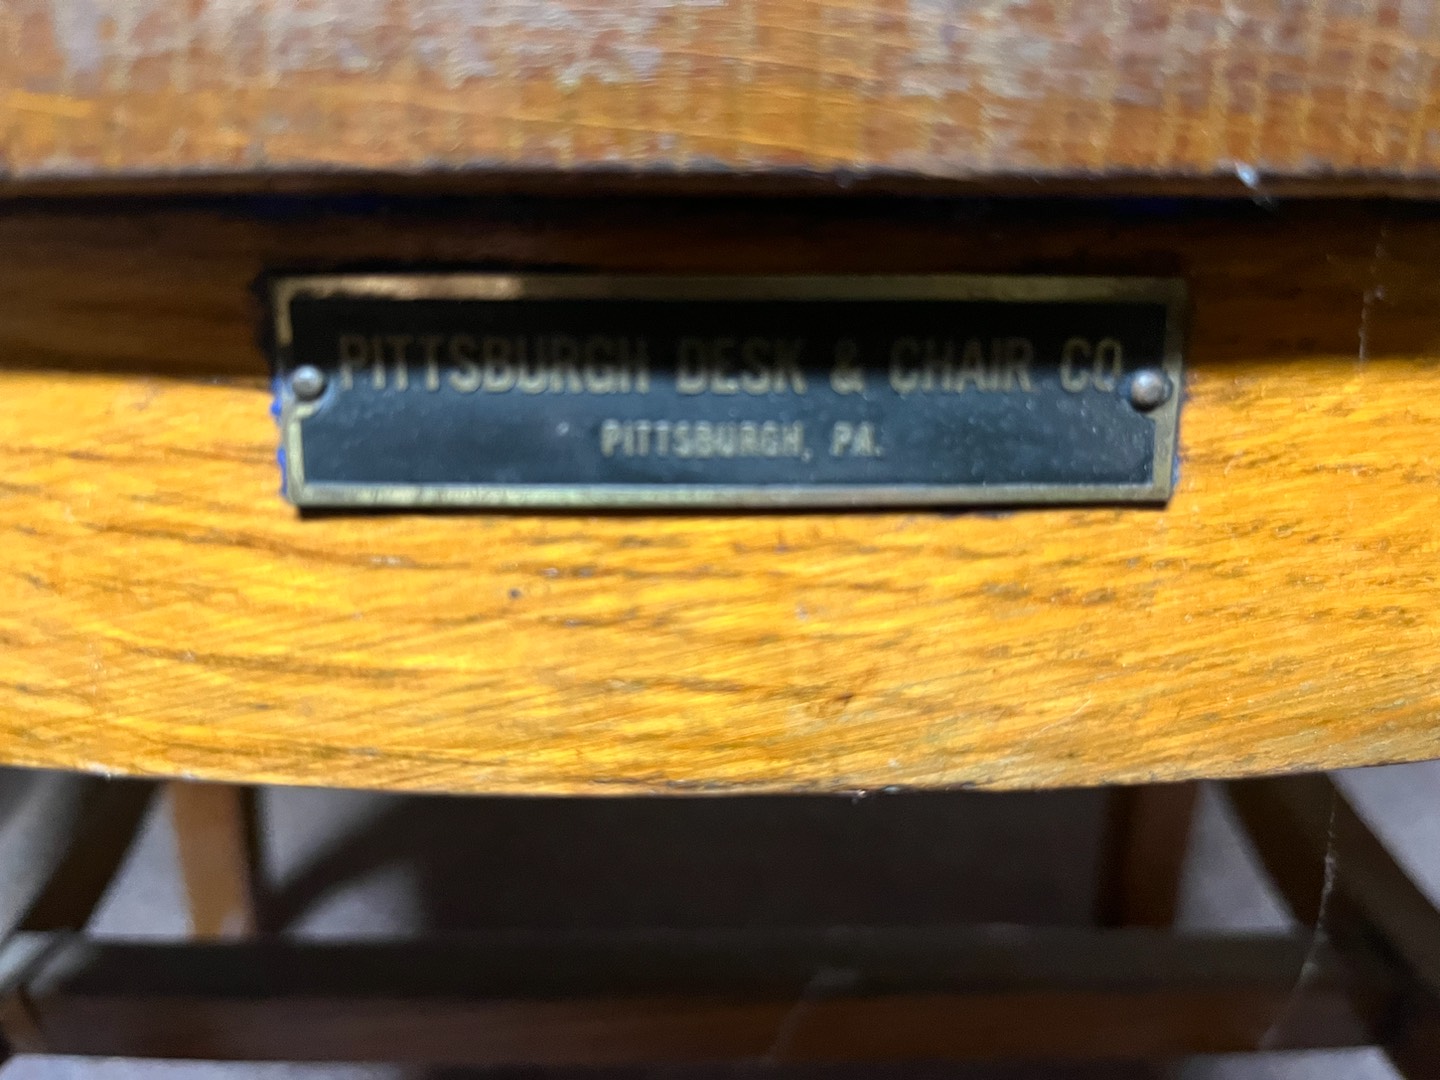 PITTSBURGH DESK & CHAIR CO.
PITTSBURGH, PA.